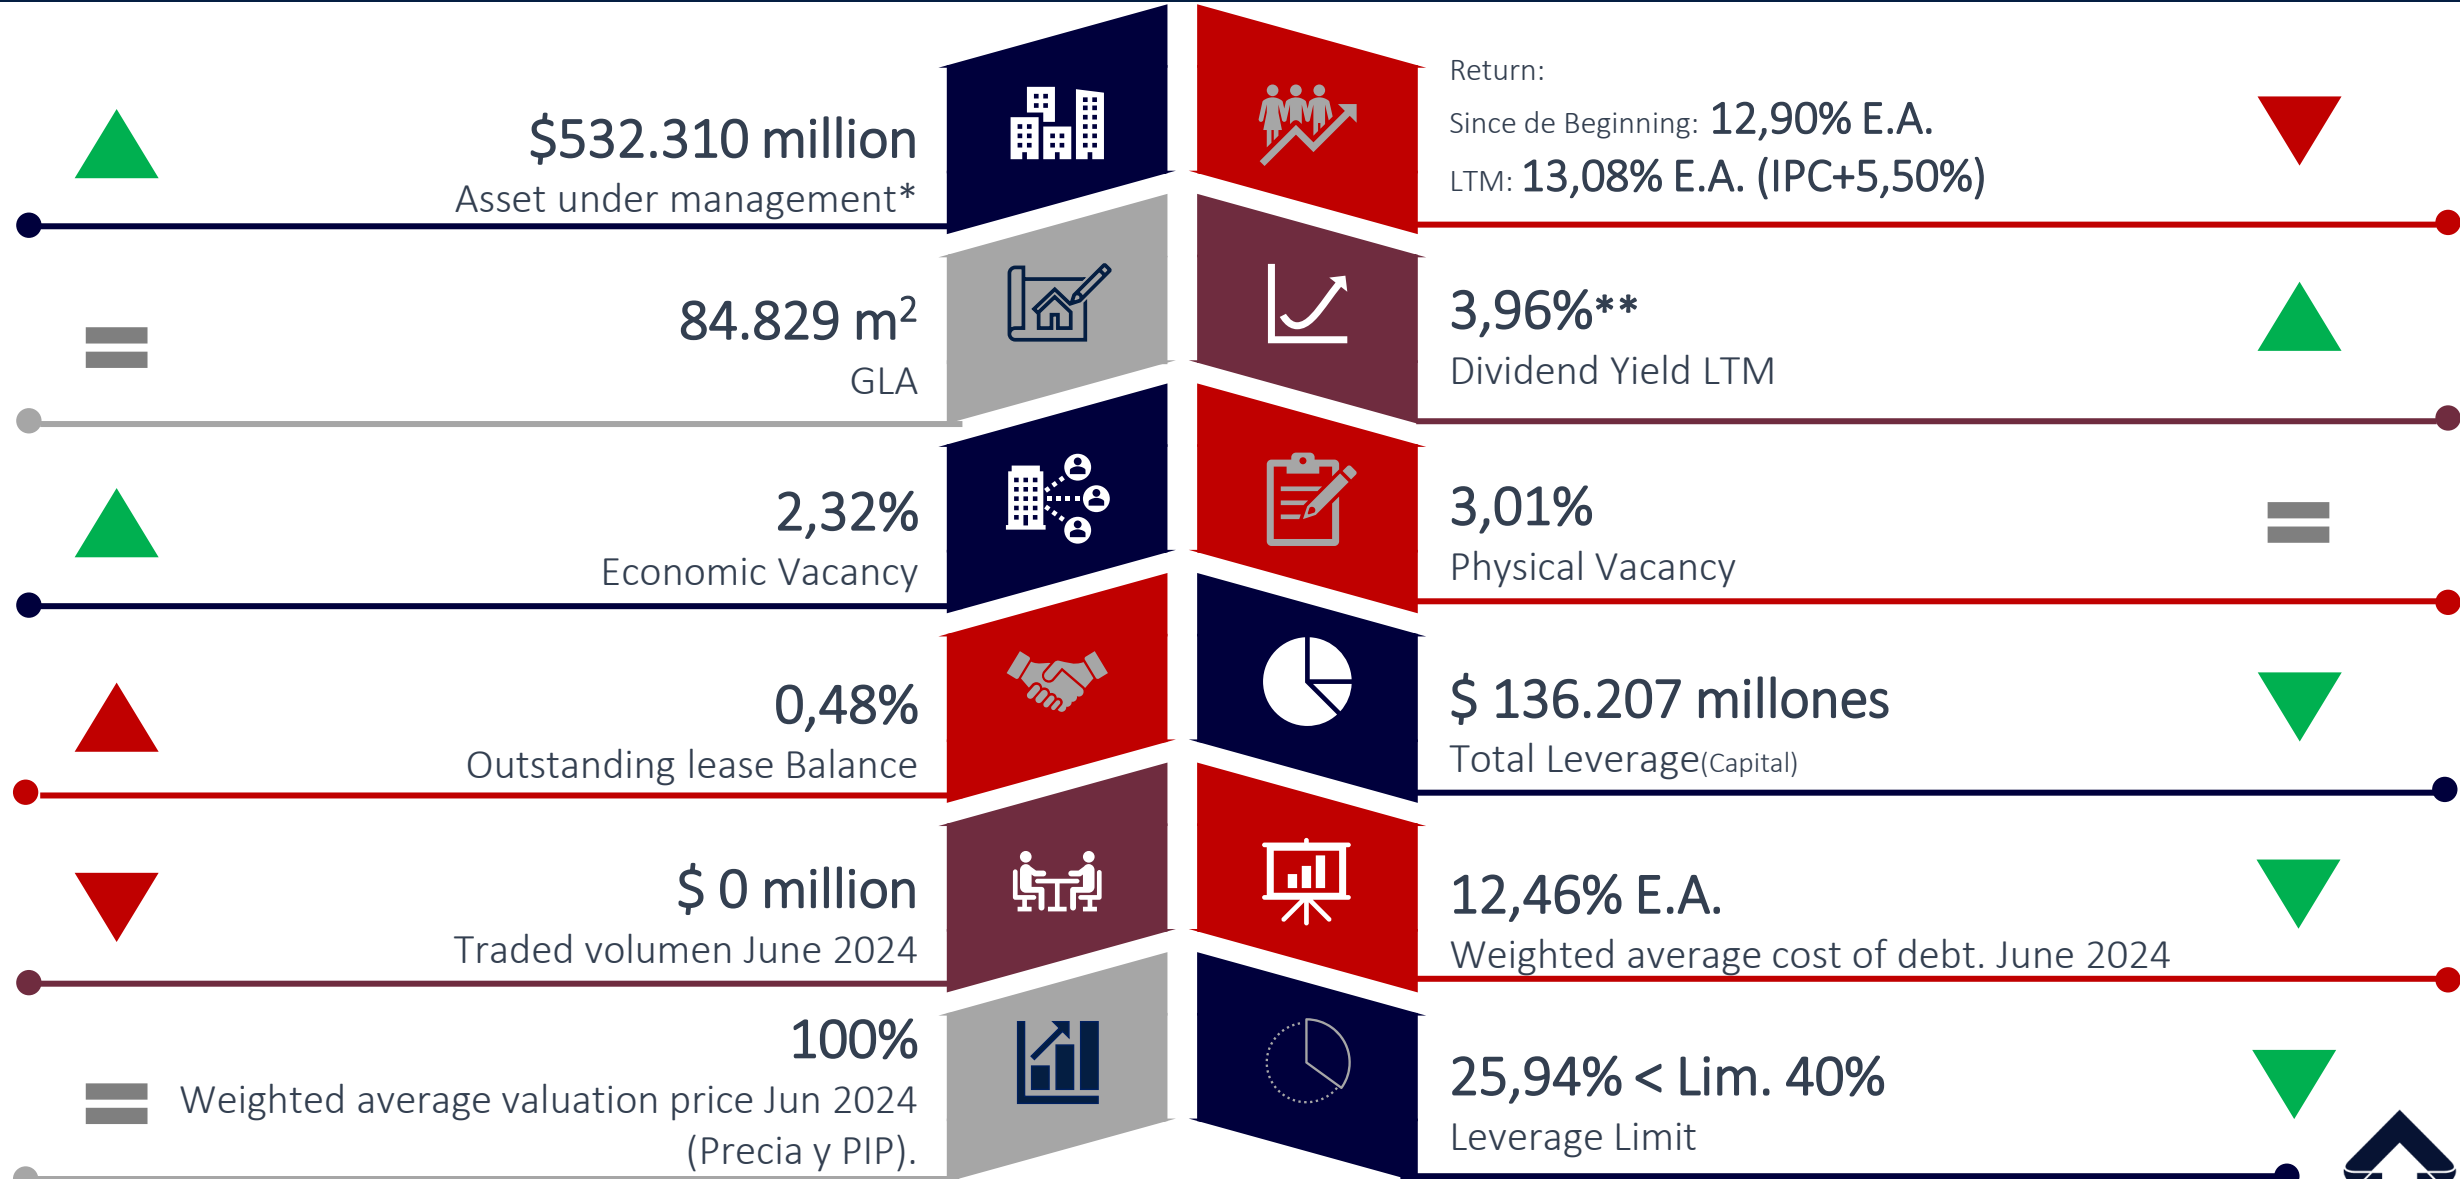 $532.310 million
Asset under management*
84.829 m²
GLA
2,32%
Economic Vacancy
0,48%
Outstanding lease Balance
$ 0 million
Traded volumen June 2024
100%
Weighted average valuation price Jun 2024
(Precia y PIP).
Return:
Since de Beginning: 12,90% E.A.
LTM: 13,08% E.A. (IPC+5,50%)
3,96%**
Dividend Yield LTM
3,01%
Physical Vacancy
$ 136.207 millones
Total Leverage(Capital)
12,46% E.A.
Weighted average cost of debt. June 2024
25,94% < Lim. 40%
Leverage Limit